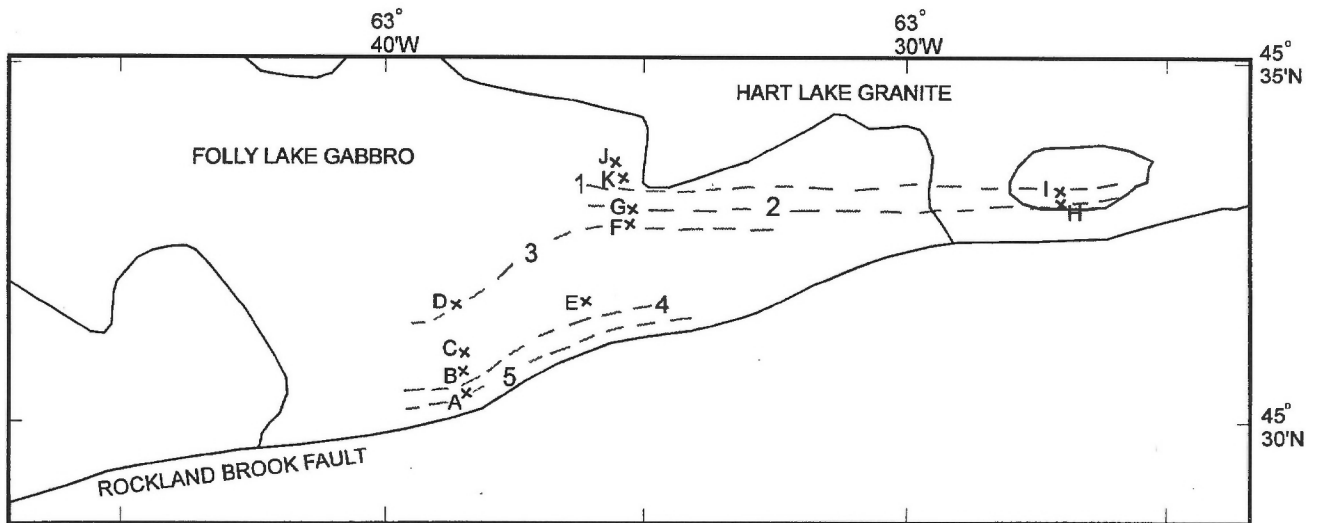 63°
40'W
63°
30'W
45°
35'N
HART LAKE GRANITE
FOLLY LAKE GABBRO
J×
K×
1
I×
2
G×
H
F×
3
D×
E×
4
C×
B×
5
A×
45°
30'N
ROCKLAND BROOK FAULT